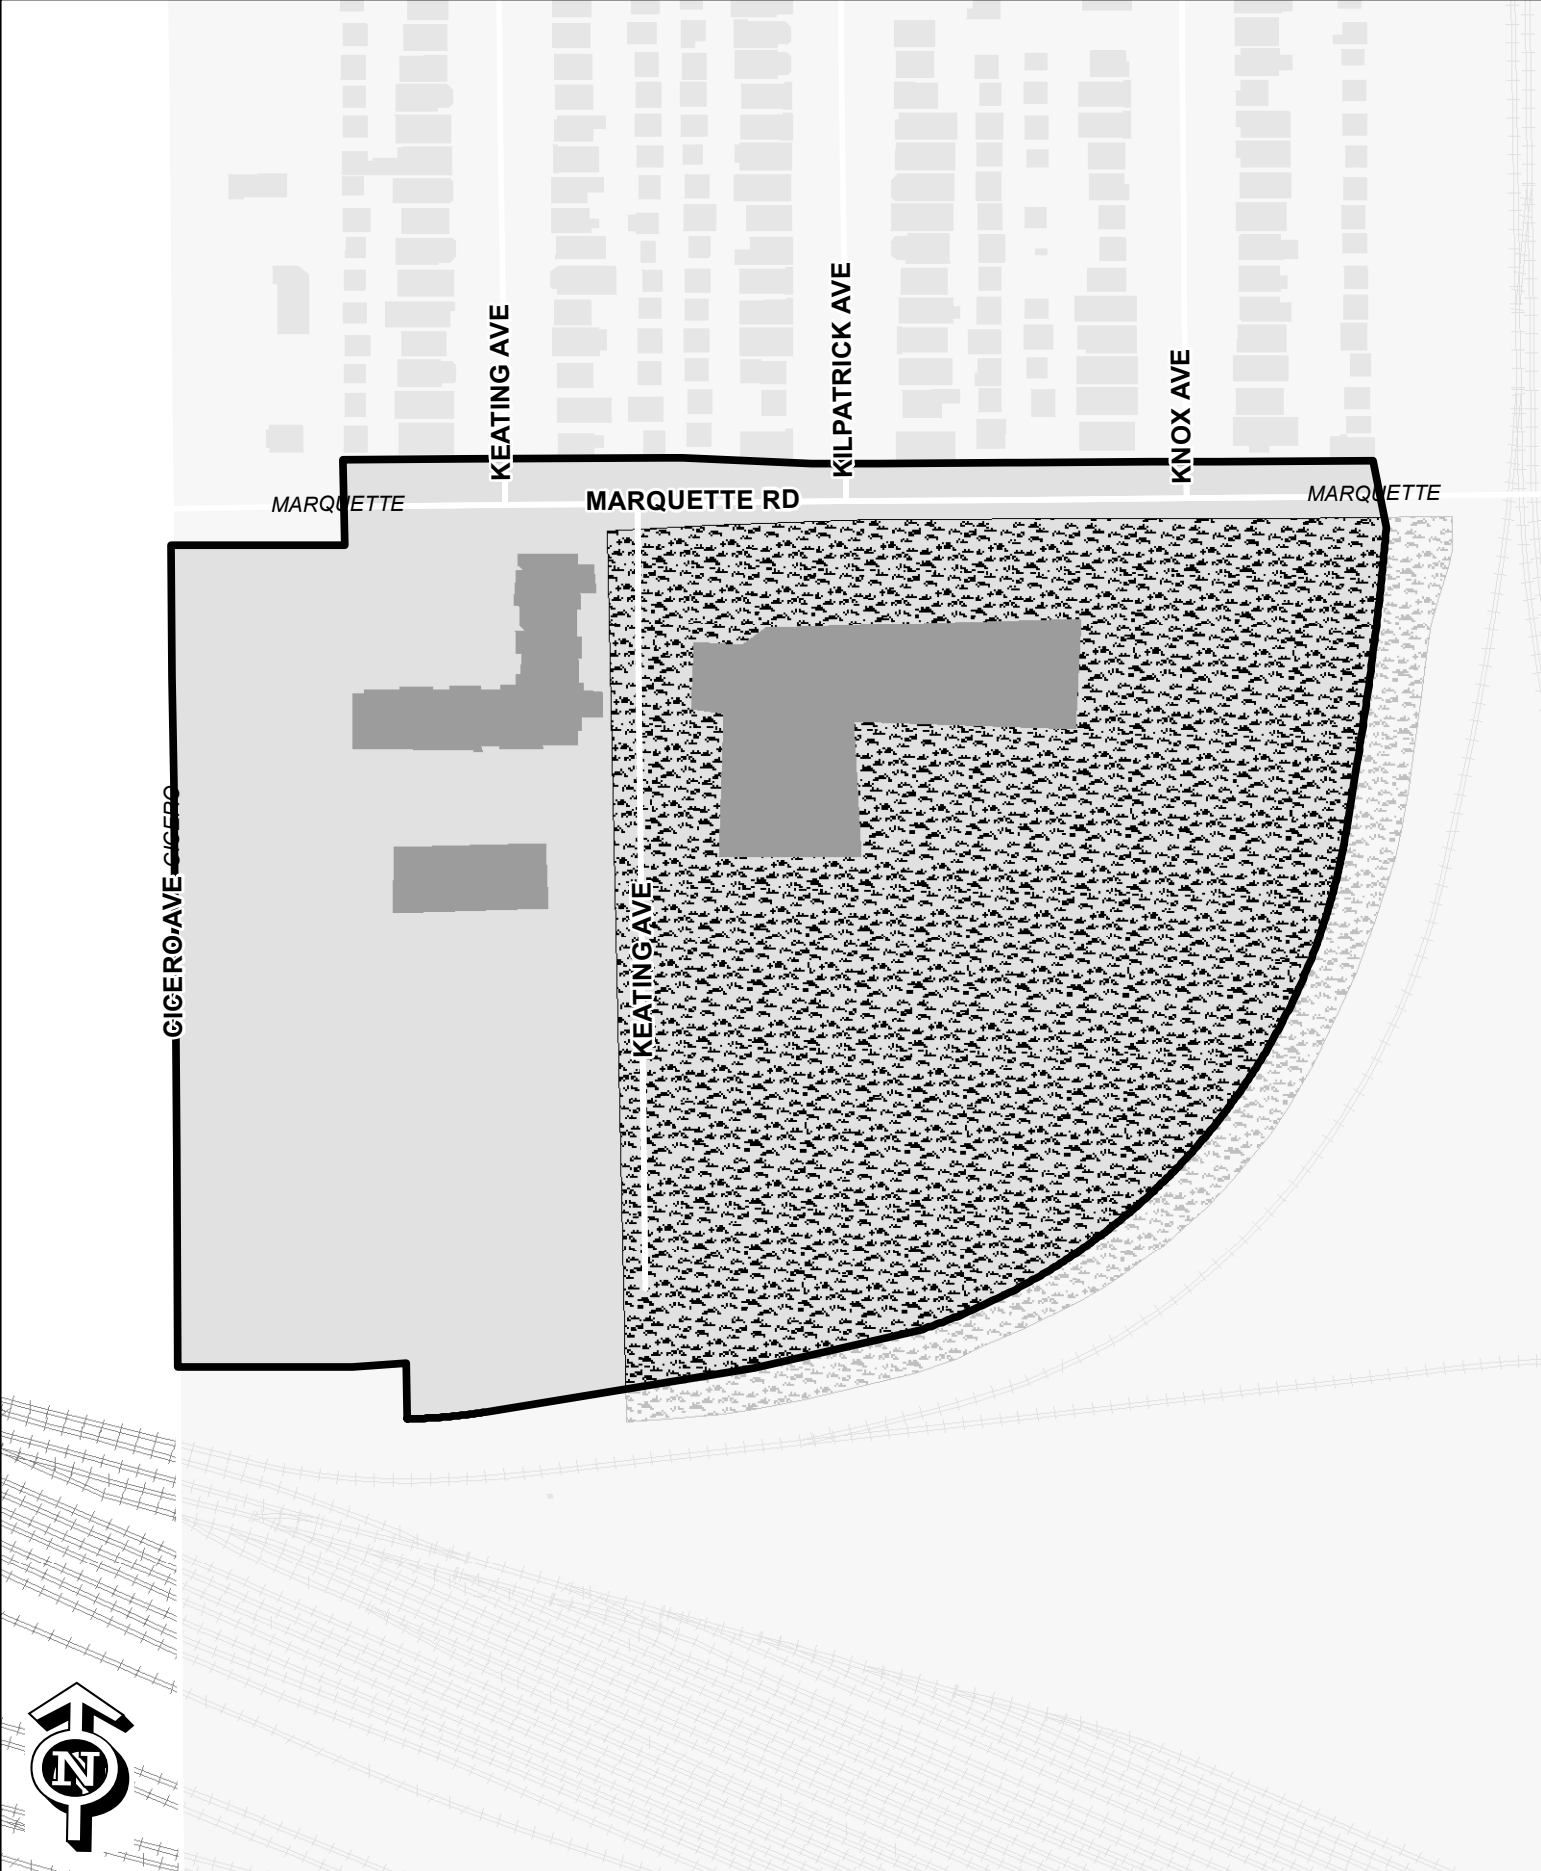 KEATING AVE
KILPATRICK AVE
KNOX AVE
MARQUETTE
MARQUETTE RD
MARQUETTE
CICERO
CICERO AVE
KEATING AVE
N